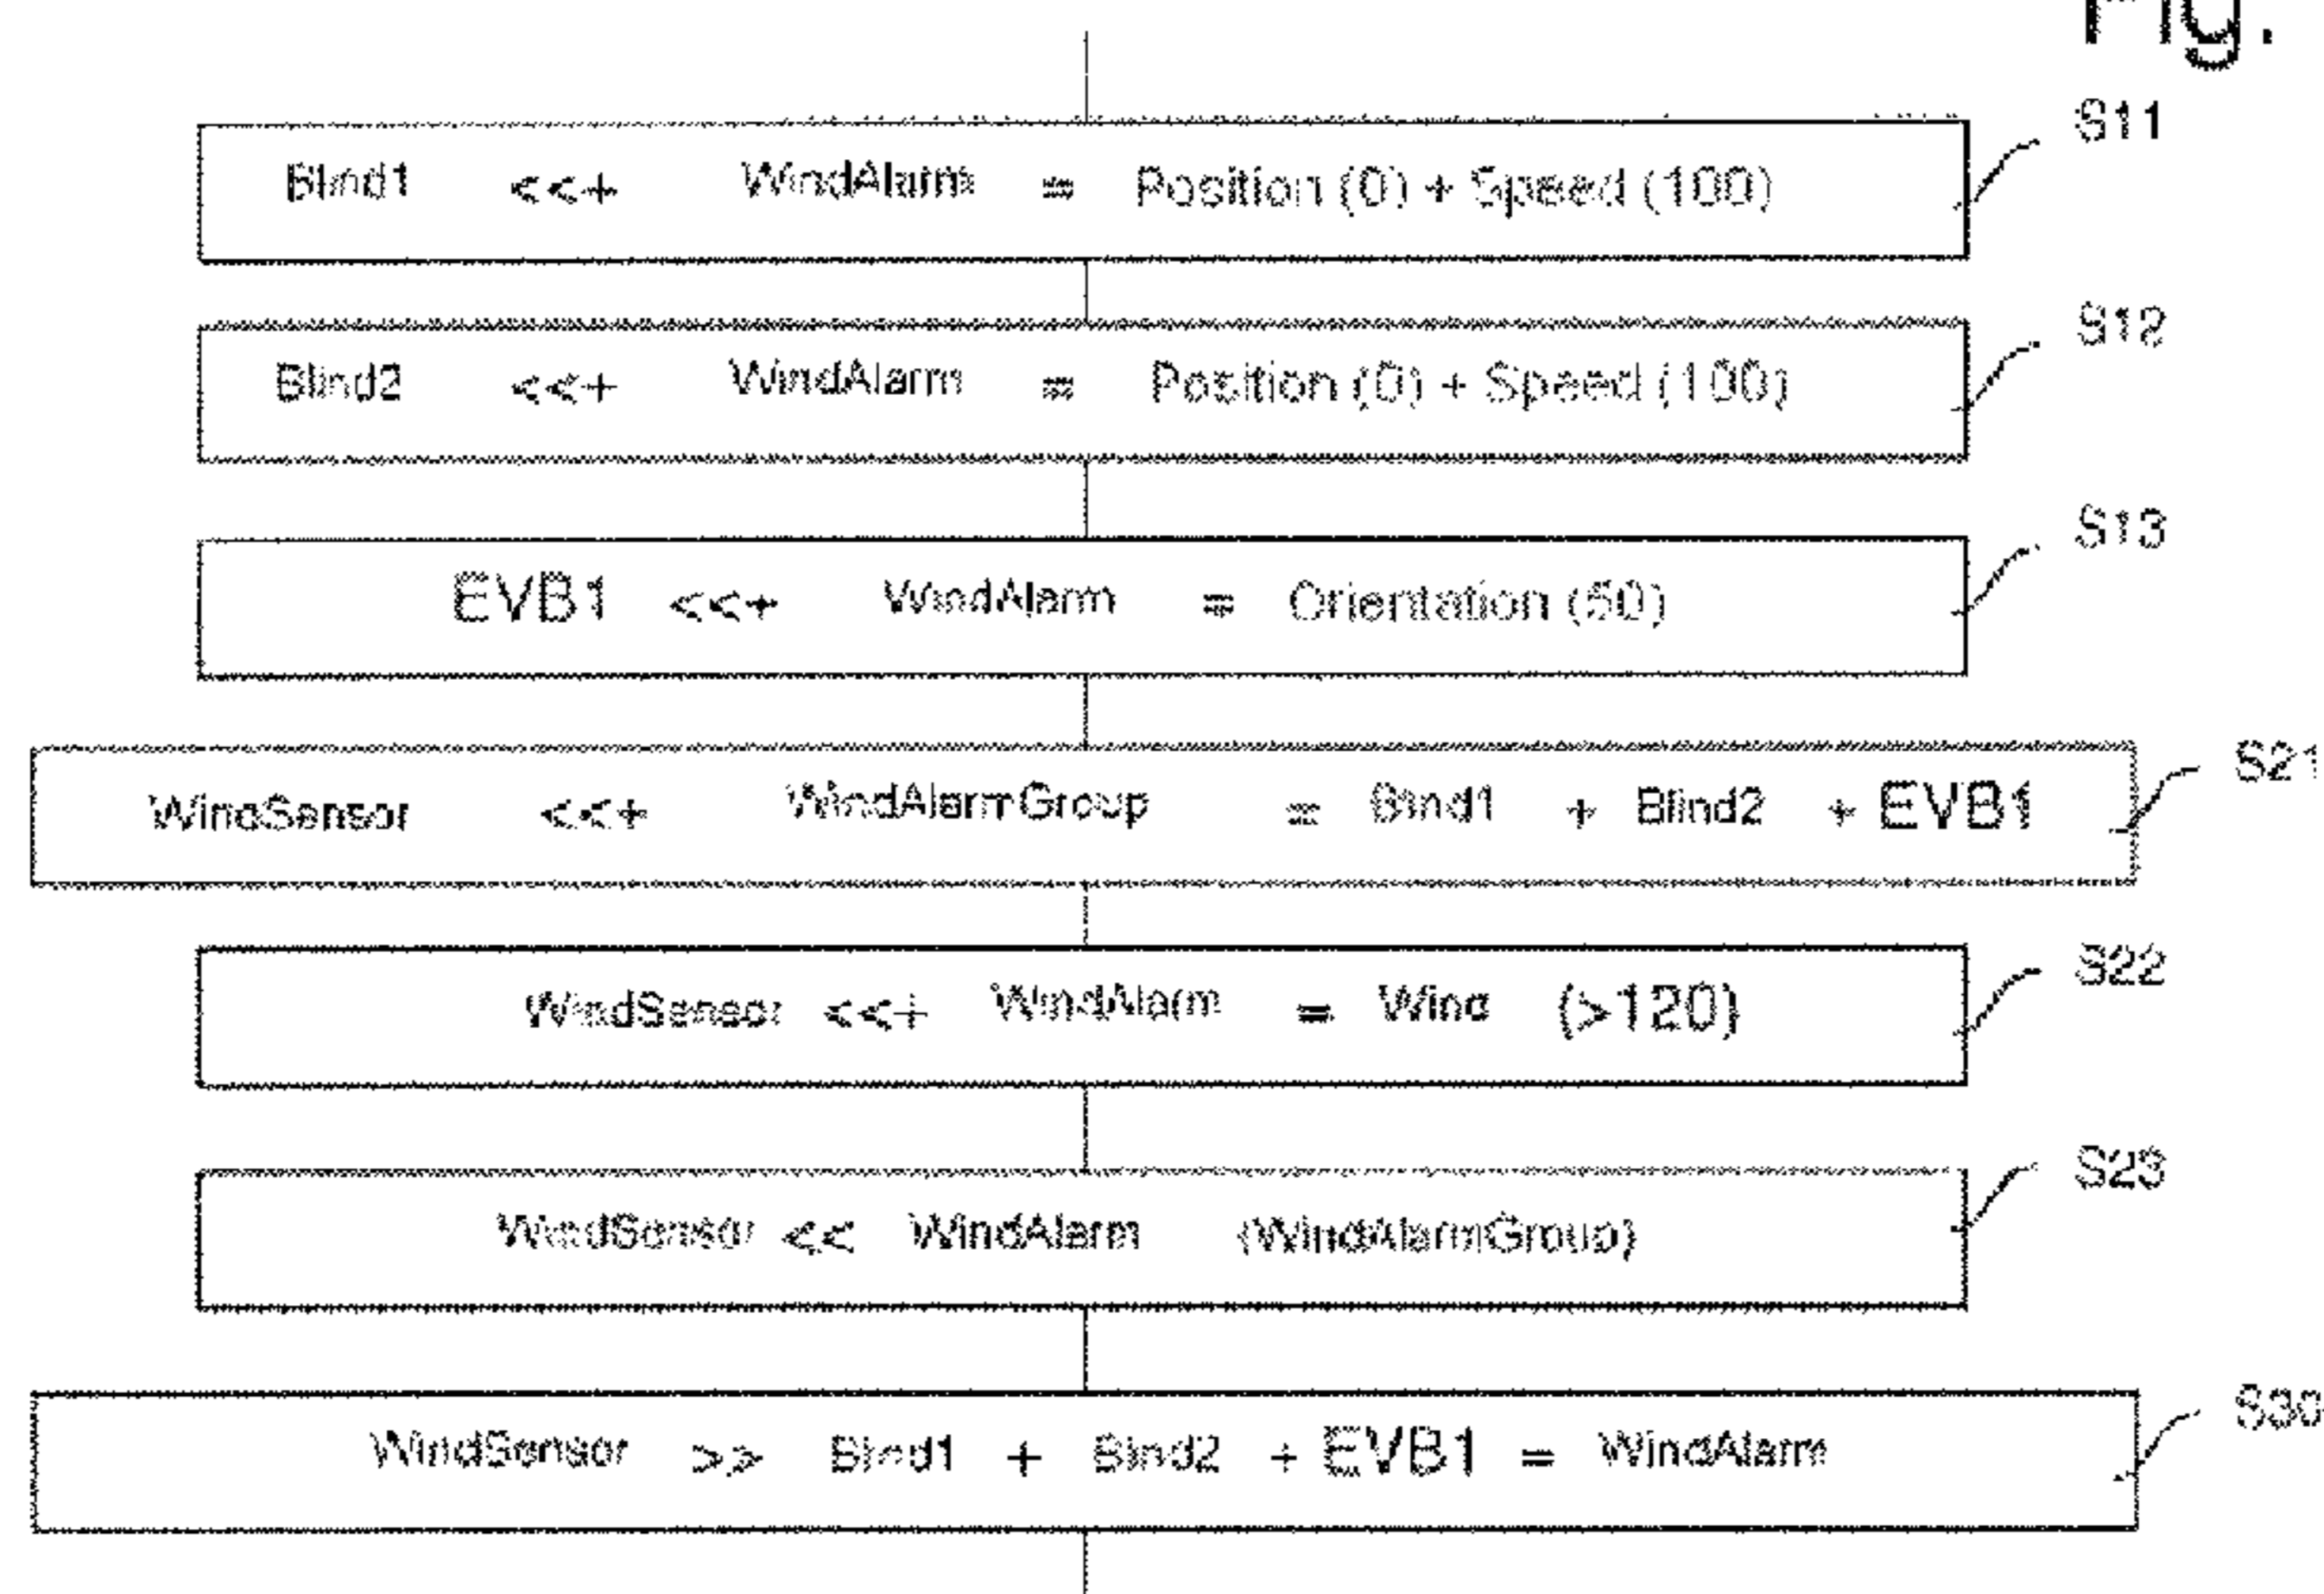 Fig.
S11
Blind1 <<+ WindAlarm = Position (0) + Speed (100)
S12
Blind2 <<+ WindAlarm = Position (0) + Speed (100)
S13
EVB1 <<+ WindAlarm = Orientation (50)
S21
WindSensor <<+ WindAlarmGroup = Blind1 + Blind2 + EVB1
S22
WindSensor <<+ WindAlarm = Wind (>120)
S23
WindSensor << WindAlarm (WindAlarmGroup)
S30
WindSensor >> Blind1 + Blind2 + EVB1 = WindAlarm